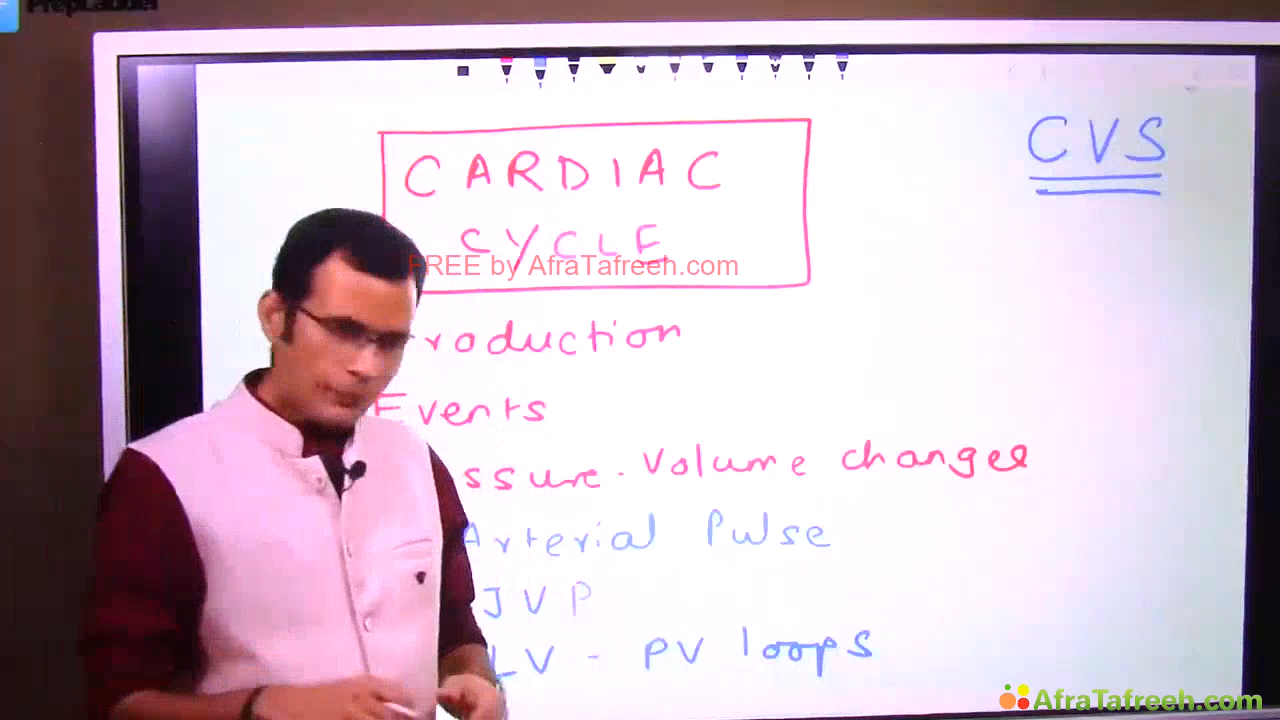 PrepLadder
CVS
CARDIAC
CYCLE
FREE by AfraTafreeh.com
roduction
Events
ssure - Volume changes
Arterial Pulse
JVP
LV - PV loops
AfraTafreeh.com